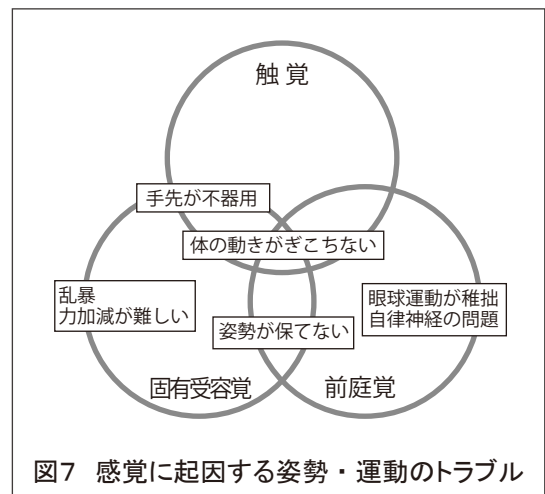 触覚
手先が不器用
体の動きがぎこちない
乱暴
力加減が難しい
姿勢が保てない
眼球運動が稚拙
自律神経の問題
固有受容覚
前庭覚
図7 感覚に起因する姿勢・運動のトラブル